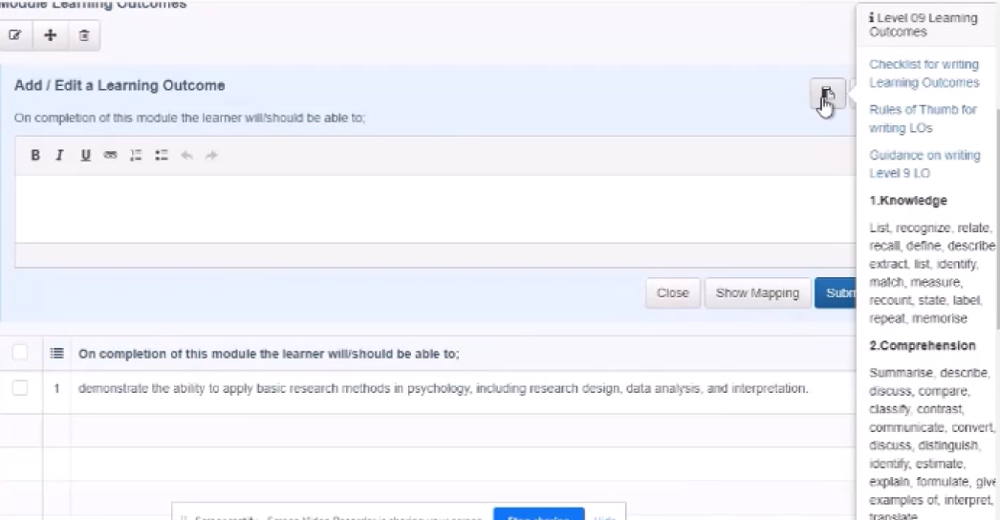 Module Learning Outcomes
Add / Edit a Learning Outcome
On completion of this module the learner will/should be able to;
B I U
Close
Show Mapping
Subm
On completion of this module the learner will/should be able to;
1 demonstrate the ability to apply basic research methods in psychology, including research design, data analysis, and interpretation.
Screencastify - Screen Video Recorder is sharing your screen.
Stop sharing
Hide
i Level 09 Learning
Outcomes
Checklist for writing
Learning Outcomes
Rules of Thumb for
writing LOs
Guidance on writing
Level 9 LO
1.Knowledge
List, recognize, relate,
recall, define, describe
extract, list, identify,
match, measure,
recount, state, label,
repeat, memorise
2.Comprehension
Summarise, describe,
discuss, compare,
classify, contrast,
communicate, convert,
discuss, distinguish,
identify, estimate,
explain, formulate, give
examples of, interpret,
translate